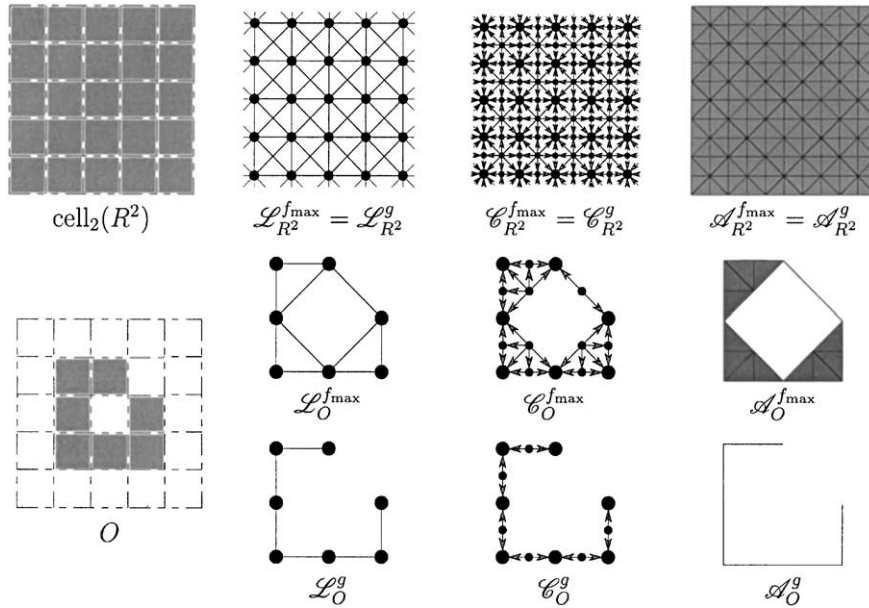 cell₂(R²)
ℒ_{R²}^{f_max} = ℒ_{R²}^{g}
𝒞_{R²}^{f_max} = 𝒞_{R²}^{g}
𝒜_{R²}^{f_max} = 𝒜_{R²}^{g}
ℒ_O^{f_max}
𝒞_O^{f_max}
𝒜_O^{f_max}
O
ℒ_O^{g}
𝒞_O^{g}
𝒜_O^{g}